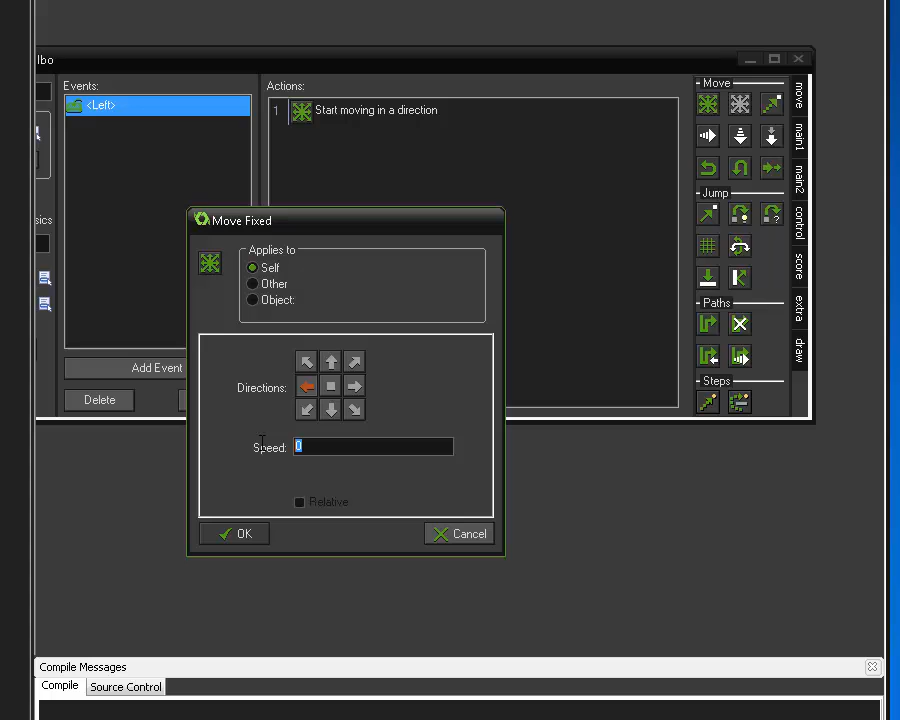 lbo
Events:
<Left>
sics
Add Event
Delete
Actions:
1
Start moving in a direction
Move
Jump
?
Paths
Steps
move
main1
main2
control
score
extra
draw
Move Fixed
Applies to
Self
Other
Object:
Directions:
Speed:
0
Relative
OK
Cancel
Compile Messages
Compile
Source Control